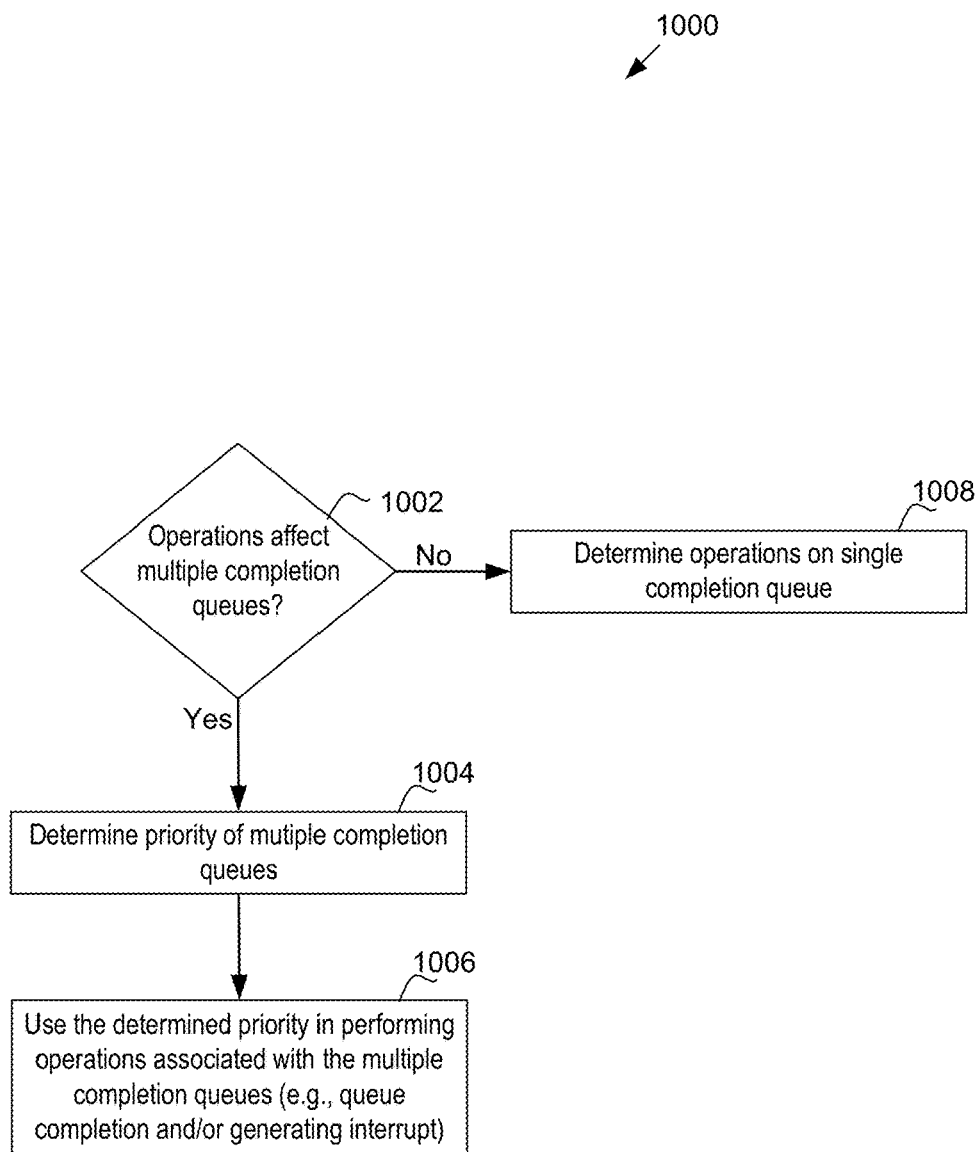 1000
1002
Operations affect
multiple completion
queues?
No
1008
Determine operations on single
completion queue
Yes
1004
Determine priority of mutiple completion
queues
1006
Use the determined priority in performing
operations associated with the multiple
completion queues (e.g., queue
completion and/or generating interrupt)